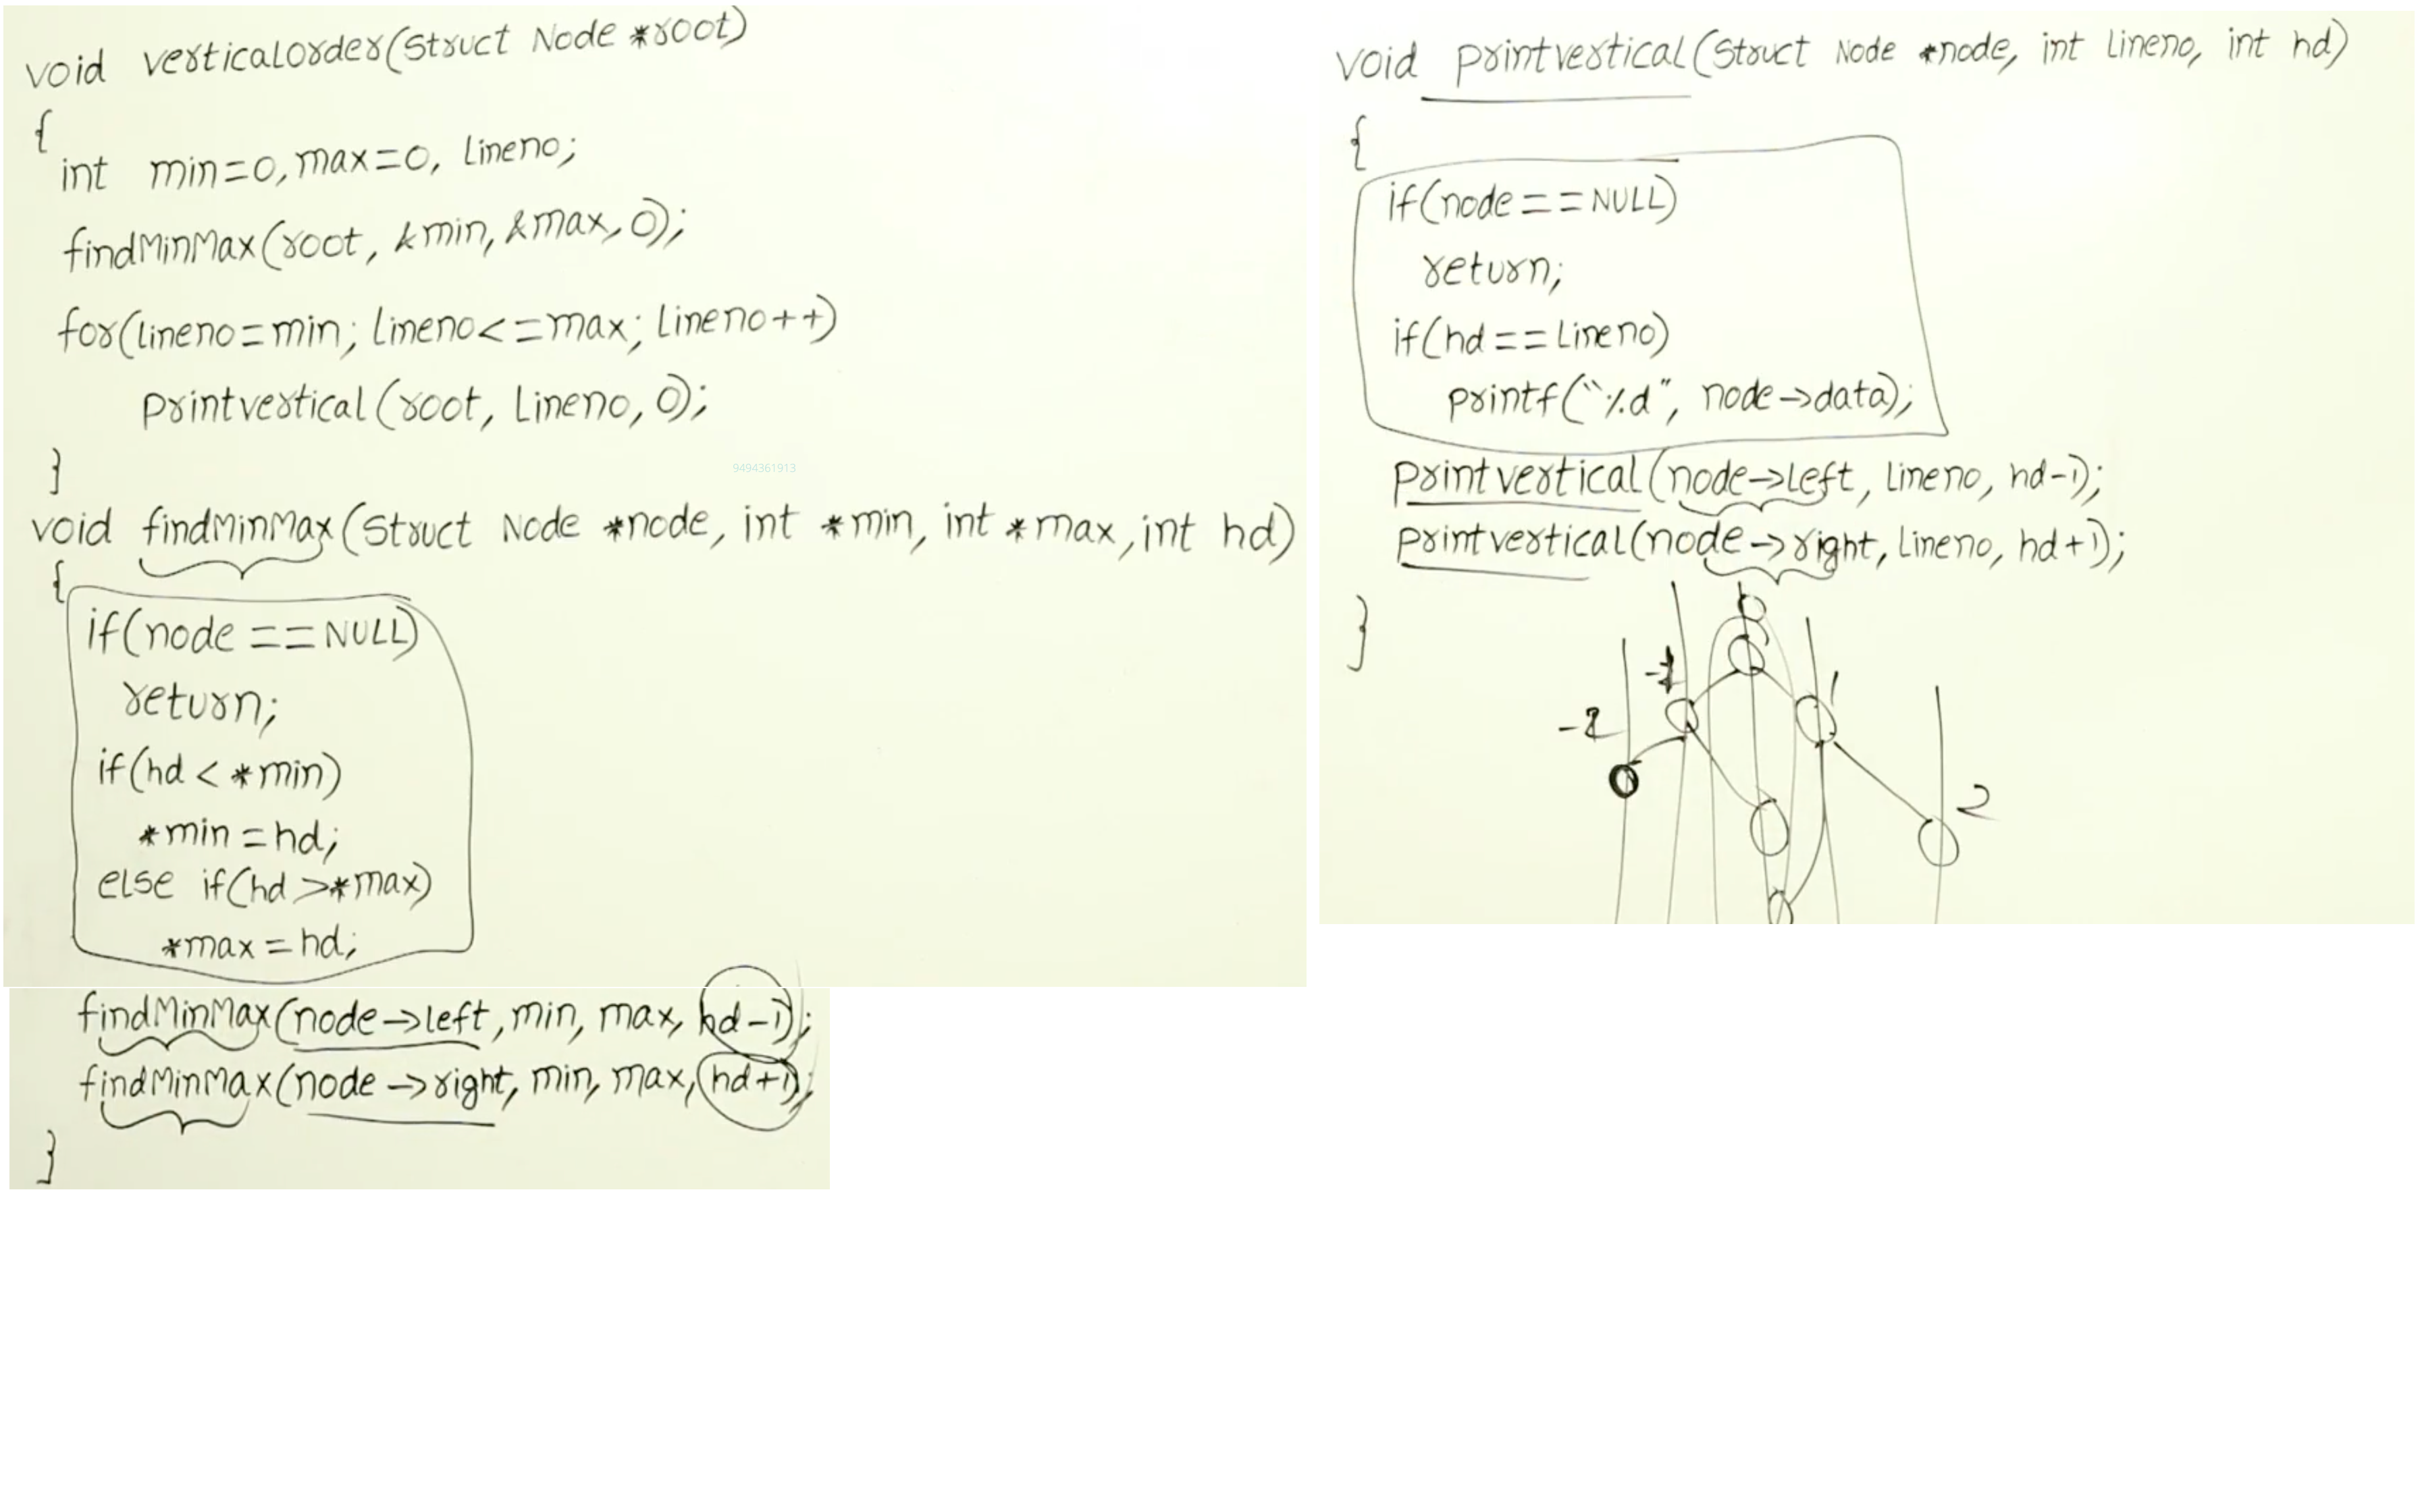 void verticalorder(Struct Node *root)
{
int min=0, max=0, lineno;
findMinMax(root, &min, &max, 0);
for(lineno=min; lineno<=max; lineno++)
printvertical(root, lineno, 0);
}
9494361913
void findMinMax(Struct Node *node, int *min, int *max, int hd)
{
if(node ==NULL)
return;
if(hd < *min)
*min =hd;
else if(hd >*max)
*max =hd;
findMinMax(node->left, min, max, hd-1);
findMinMax(node->right, min, max, hd+1);
}
void printvertical(Struct Node *node, int lineno, int hd)
{
if(node==NULL)
return;
if(hd==lineno)
printf("%d", node->data);
printvertical(node->left, lineno, hd-1);
printvertical(node->right, lineno, hd+1);
}
0
-1
1
-2
2